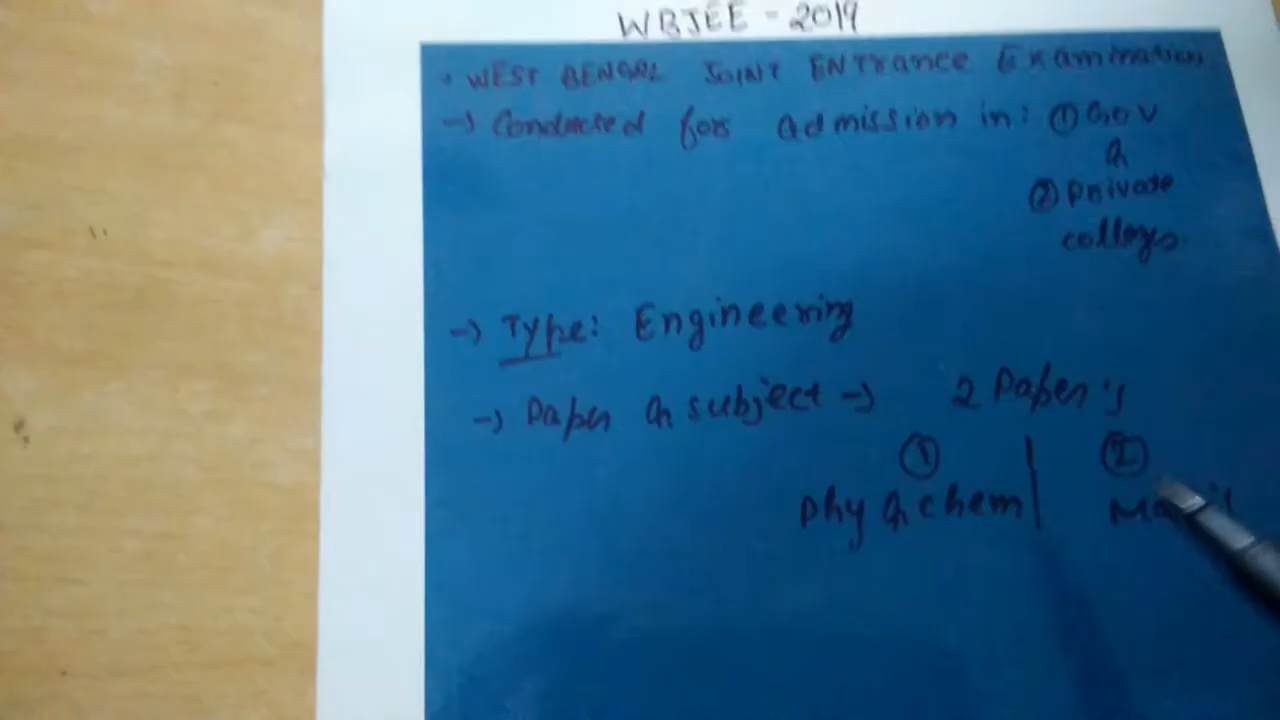 WBJEE - 2019
WEST BENGAL JOINT ENTrance Examination
-> Conducted for admission in: ① Gov
&
② Private
colleges.
-> Type: Engineering
-> Paper & subject -> 2 Paper's
① | ②
Phy & chem